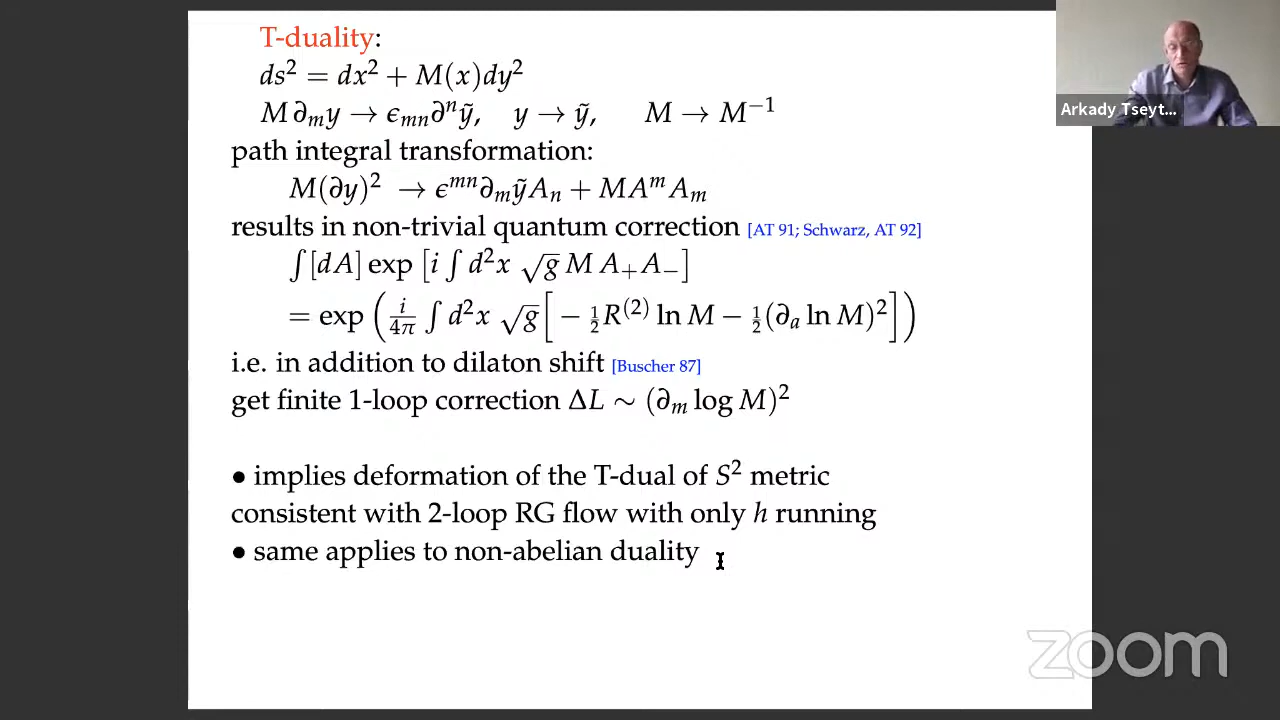 T-duality:
ds² = dx² + M(x)dy²
M ∂ₘy → ϵₘₙ∂ⁿỹ, y → ỹ, M → M⁻¹
path integral transformation:
M(∂y)² → ϵᵐⁿ∂ₘỹAₙ + MAᵐAₘ
results in non-trivial quantum correction [AT 91; Schwarz, AT 92]
∫[dA] exp [i ∫ d²x √g M A₊A₋]
= exp (i/4π ∫ d²x √g[ − ½R⁽²⁾ ln M − ½(∂ₐ ln M)²])
i.e. in addition to dilaton shift [Buscher 87]
get finite 1-loop correction ΔL ∼ (∂ₘ log M)²
• implies deformation of the T-dual of S² metric
consistent with 2-loop RG flow with only h running
• same applies to non-abelian duality
Arkady Tseyt...
zoom